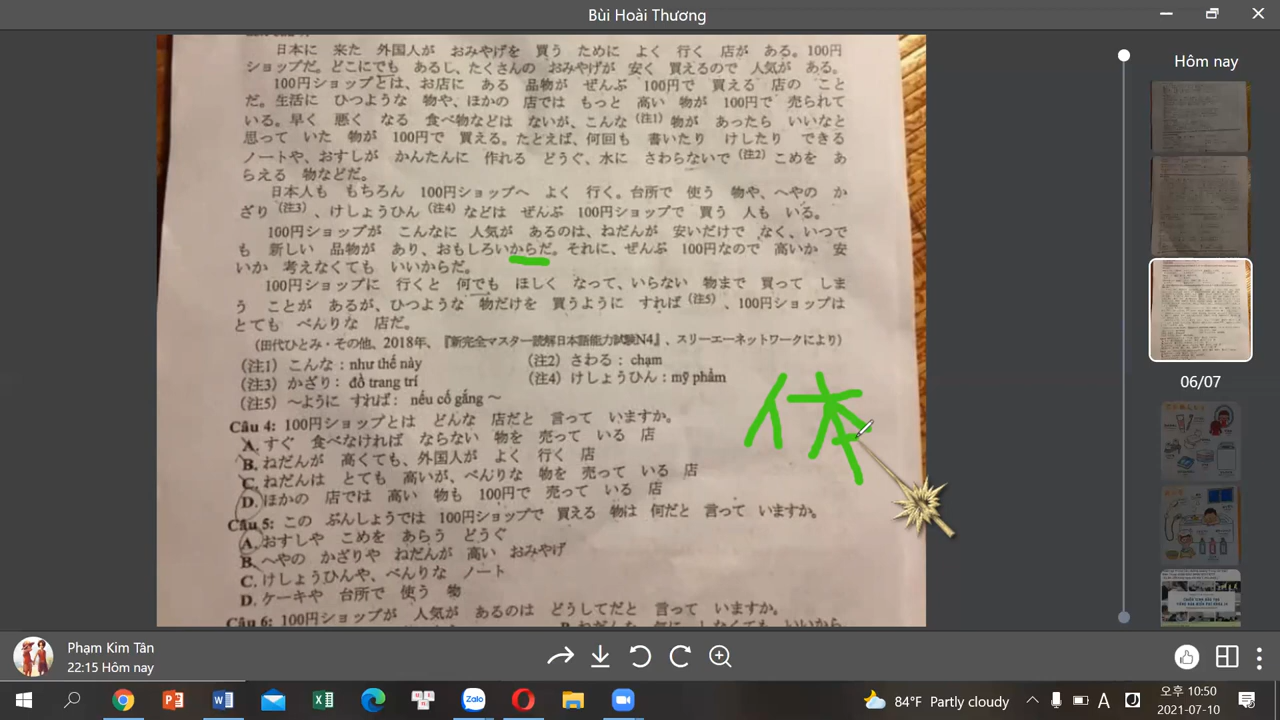 Bùi Hoài Thương
Hôm nay
日本に 来た 外国人が おみやげを 買う ために よく 行く 店が ある。100円
ショップだ。どこにでも あるし、たくさんの おみやげが 安く 買えるので 人気が ある。
100円ショップとは、お店に ある 品物が ぜんぶ 100円で 買える 店の こと
だ。生活に ひつような 物や、ほかの 店では もっと 高い 物が 100円で 売られて
いる。早く 悪く なる 食べ物などは ないが、こんな(注1) 物が あったら いいなと
思って いた 物が 100円で 買える。たとえば、何回も 書いたり けしたり できる
ノートや、おすしが かんたんに 作れる どうぐ、水に さわらないで(注2) こめを あ
らえる 物などだ。
日本人も もちろん 100円ショップへ よく 行く。台所で 使う 物や、へやの か
ざり(注3)、けしょうひん(注4) などは ぜんぶ 100円ショップで 買う 人も いる。
100円ショップが こんなに 人気が あるのは、ねだんが 安いだけで なく、いつで
も 新しい 品物が あり、おもしろいからだ。それに、ぜんぶ 100円なので 高いか 安
いか 考えなくても いいからだ。
100円ショップに 行くと 何でも ほしく なって、いらない 物まで 買って しま
う ことが あるが、ひつような 物だけを 買うように すれば(注5)、100円ショップは
とても べんりな 店だ。
(田代ひとみ・その他、2018年、『新完全マスター読解日本語能力試験N4』、スリーエーネットワークにより)
(注1) こんな : như thế này (注2) さわる : chạm
(注3) かざり : đồ trang trí (注4) けしょうひん : mỹ phẩm
(注5) ～ように すれば : nếu cố gắng ～
体
Câu 4: 100円ショップとは どんな 店だと 言って いますか。
A. すぐ 食べなければ ならない 物を 売って いる 店
B. ねだんが 高くても、外国人が よく 行く 店
C. ねだんは とても 高いが、べんりな 物を 売って いる 店
D. ほかの 店では 高い 物も 100円で 売って いる 店
Câu 5: この ぶんしょうでは 100円ショップで 買える 物は 何だと 言って いますか。
A. おすしや こめを あらう どうぐ
B. へやの かざりや ねだんが 高い おみやげ
C. けしょうひんや、べんりな ノート
D. ケーキや 台所で 使う 物
Câu 6: 100円ショップが 人気が あるのは どうしてだと 言って いますか。
06/07
Phạm Kim Tân
22:15 Hôm nay
84°F Partly cloudy
A
오후 10:50
2021-07-10